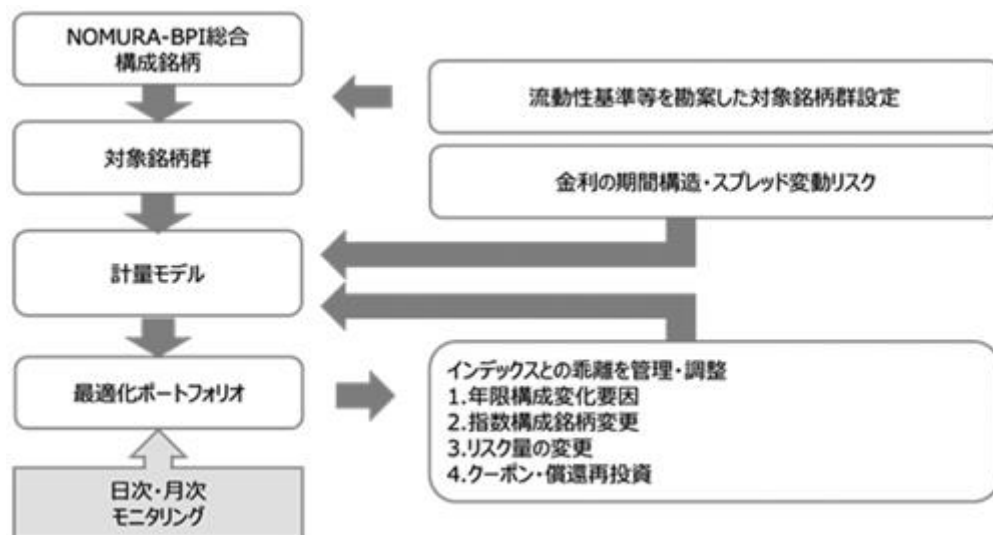 NOMURA-BPI総合
構成銘柄
流動性基準等を勘案した対象銘柄群設定
対象銘柄群
金利の期間構造・スプレッド変動リスク
計量モデル
最適化ポートフォリオ
インデックスとの乖離を管理・調整
1.年限構成変化要因
2.指数構成銘柄変更
3.リスク量の変更
4.クーポン・償還再投資
日次・月次
モニタリング